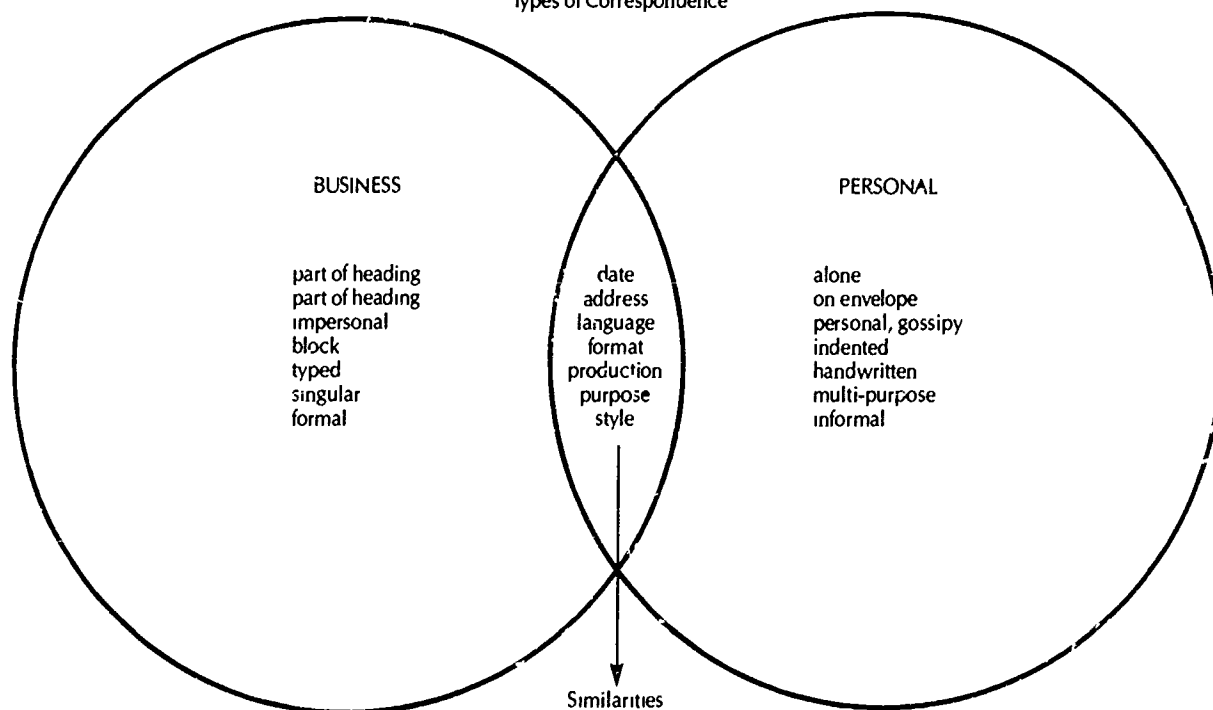 Types of Correspondence
BUSINESS
PERSONAL
part of heading
part of heading
impersonal
block
typed
singular
formal
date
address
language
format
production
purpose
style
alone
on envelope
personal, gossipy
indented
handwritten
multi-purpose
informal
Similarities